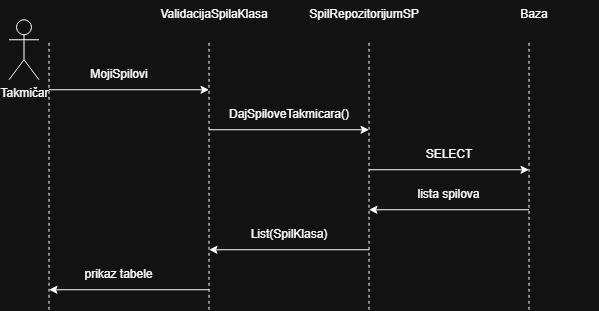 ValidacijaSpilaKlasa
SpilRepozitorijumSP
Baza
Takmičar
MojiSpilovi
DajSpiloveTakmicara()
SELECT
lista spilova
List(SpilKlasa)
prikaz tabele